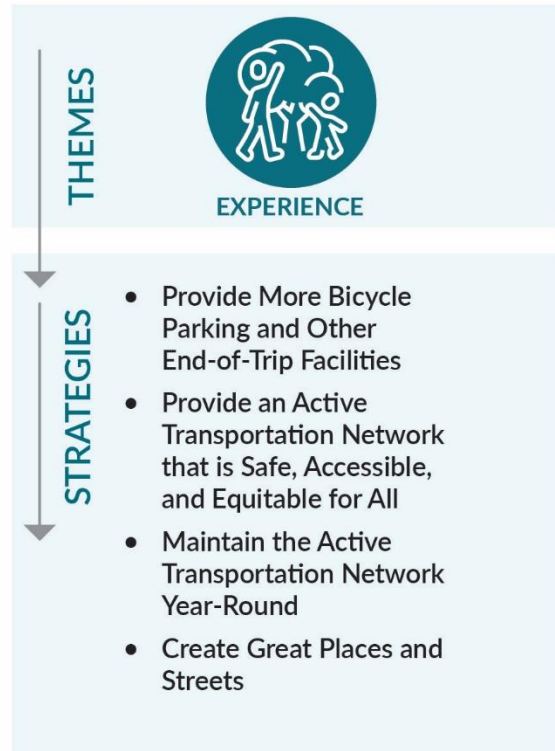 THEMES
EXPERIENCE
STRATEGIES
• Provide More Bicycle
Parking and Other
End-of-Trip Facilities
• Provide an Active
Transportation Network
that is Safe, Accessible,
and Equitable for All
• Maintain the Active
Transportation Network
Year-Round
• Create Great Places and
Streets